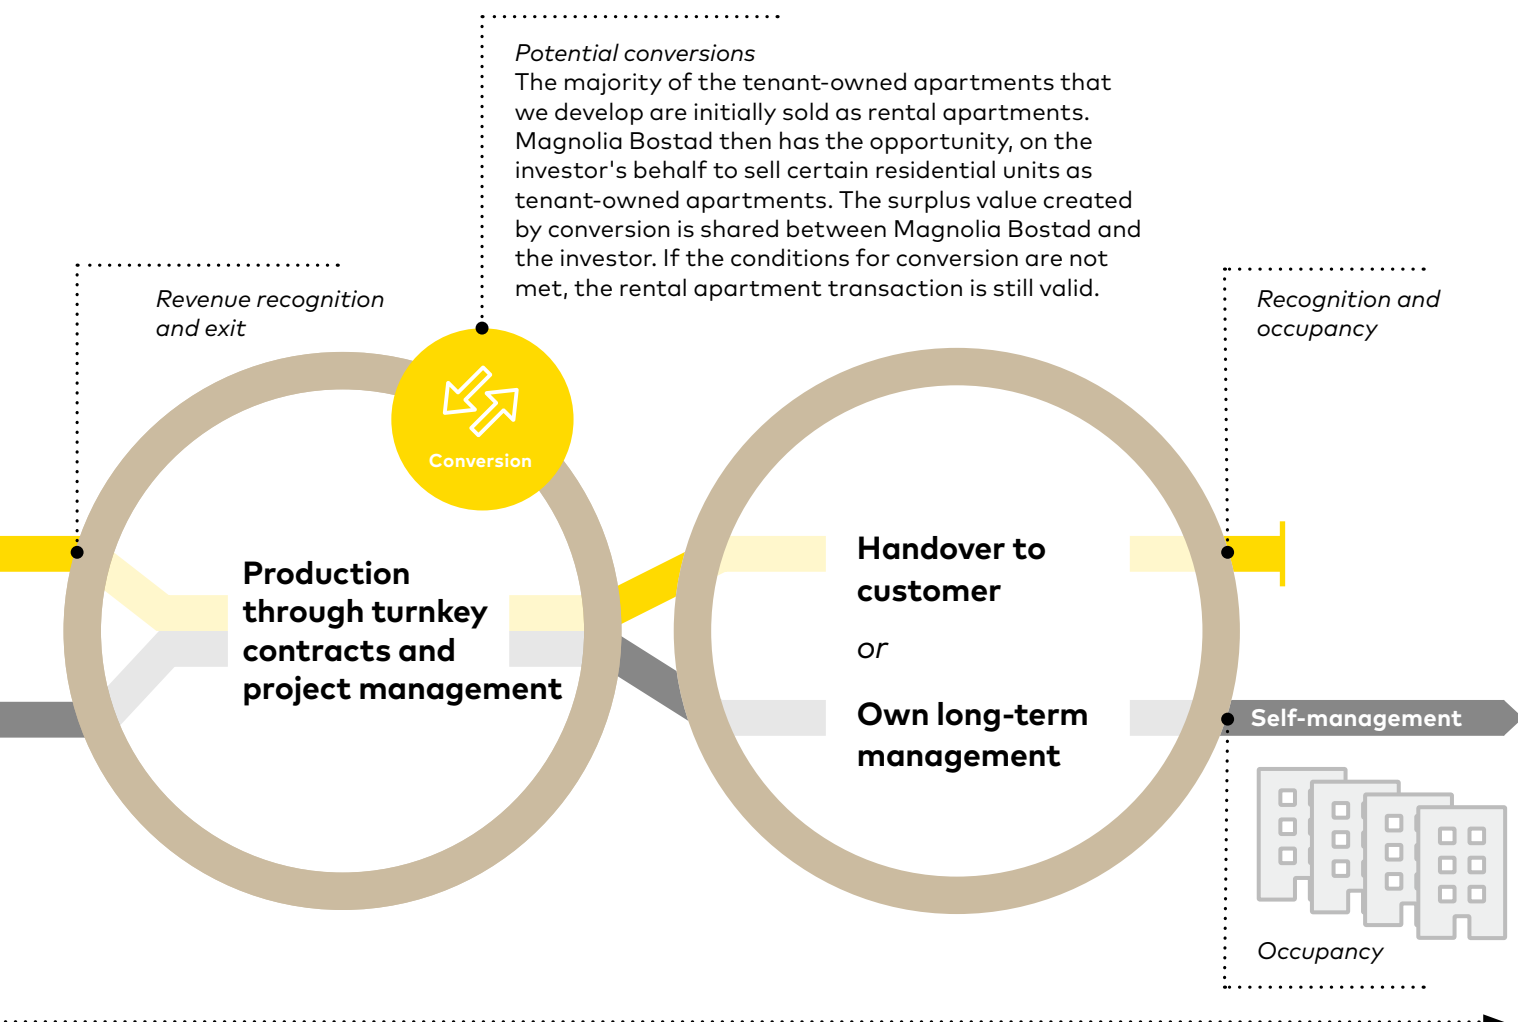 Potential conversions
The majority of the tenant-owned apartments that
we develop are initially sold as rental apartments.
Magnolia Bostad then has the opportunity, on the
investor's behalf to sell certain residential units as
tenant-owned apartments. The surplus value created
by conversion is shared between Magnolia Bostad and
the investor. If the conditions for conversion are not
met, the rental apartment transaction is still valid.
Revenue recognition
and exit
Recognition and
occupancy
Conversion
Production
through turnkey
contracts and
project management
Handover to
customer
or
Own long-term
management
Self-management
Occupancy